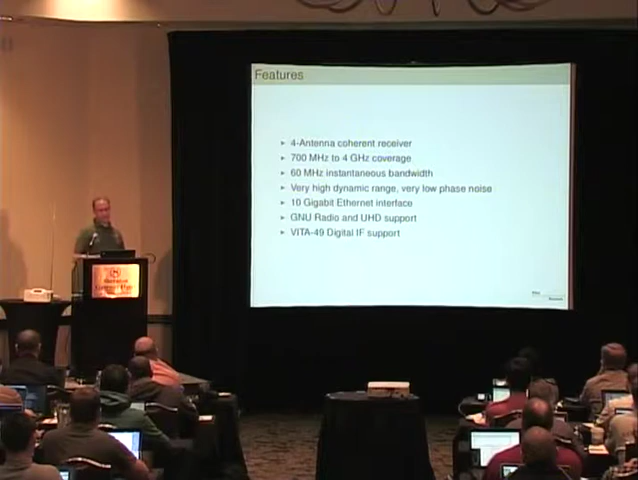 Features
4-Antenna coherent receiver
700 MHz to 4 GHz coverage
60 MHz instantaneous bandwidth
Very high dynamic range, very low phase noise
10 Gigabit Ethernet interface
GNU Radio and UHD support
VITA-49 Digital IF support
Sheraton